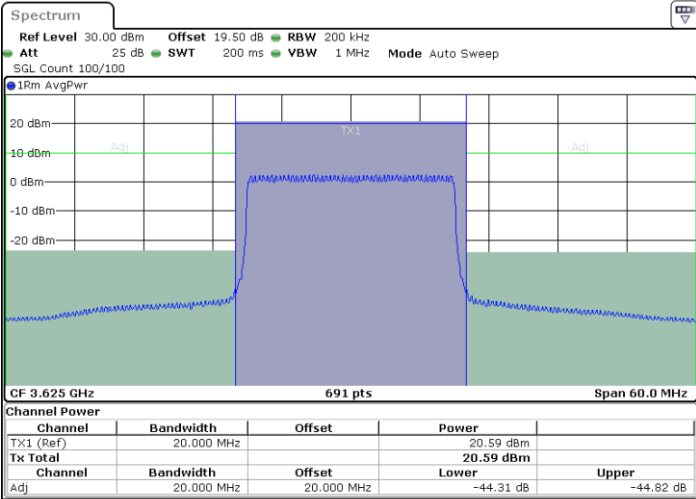 Spectrum
Ref Level 30.00 dBm Offset 19.50 dB RBW 200 kHz
Att 25 dB SWT 200 ms VBW 1 MHz Mode Auto Sweep
SGL Count 100/100
1Rm AvgPwr
20 dBm
TX1
Adj Adj
10 dBm
0 dBm
-10 dBm
-20 dBm
CF 3.625 GHz 691 pts Span 60.0 MHz
Channel Power
Channel Bandwidth Offset Power
TX1 (Ref) 20.000 MHz 20.59 dBm
Tx Total 20.59 dBm
Channel Bandwidth Offset Lower Upper
Adj 20.000 MHz 20.000 MHz -44.31 dB -44.82 dB